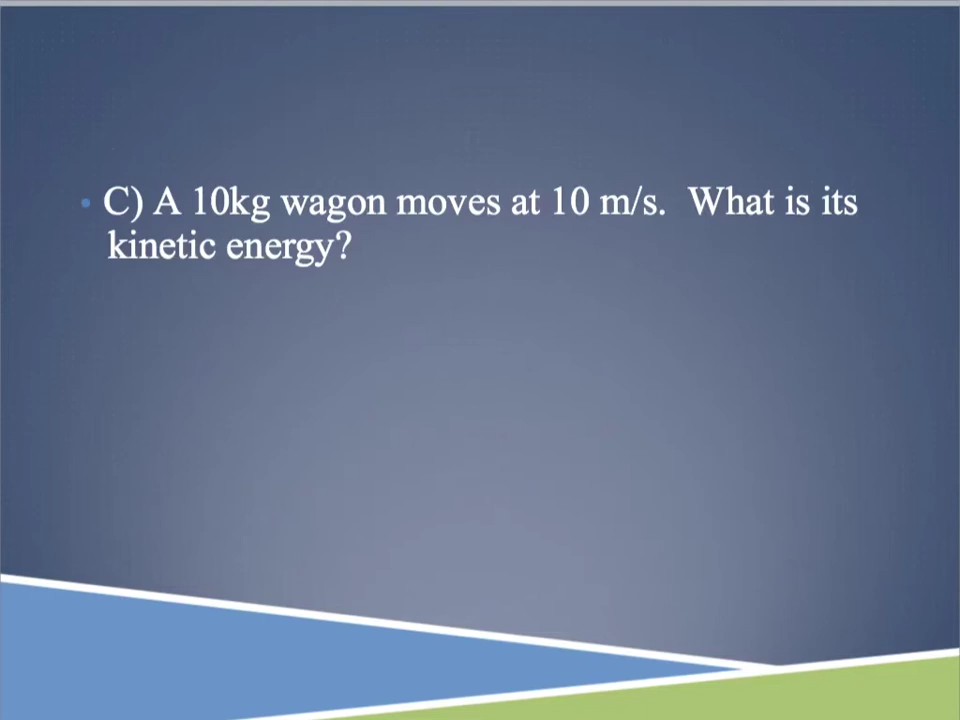 • C) A 10kg wagon moves at 10 m/s.  What is its
kinetic energy?